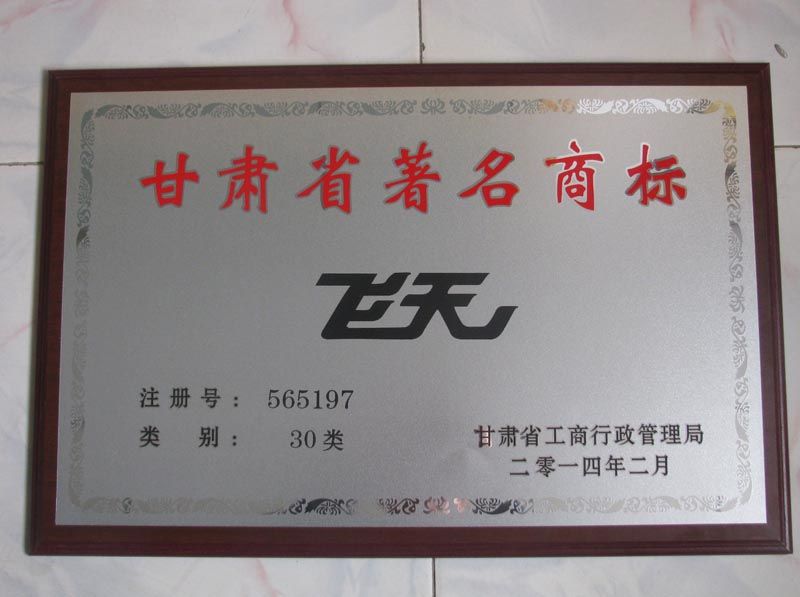 甘肃省著名商标
飞天
注册号：565197
类别：30类
甘肃省工商行政管理局
二零一四年二月